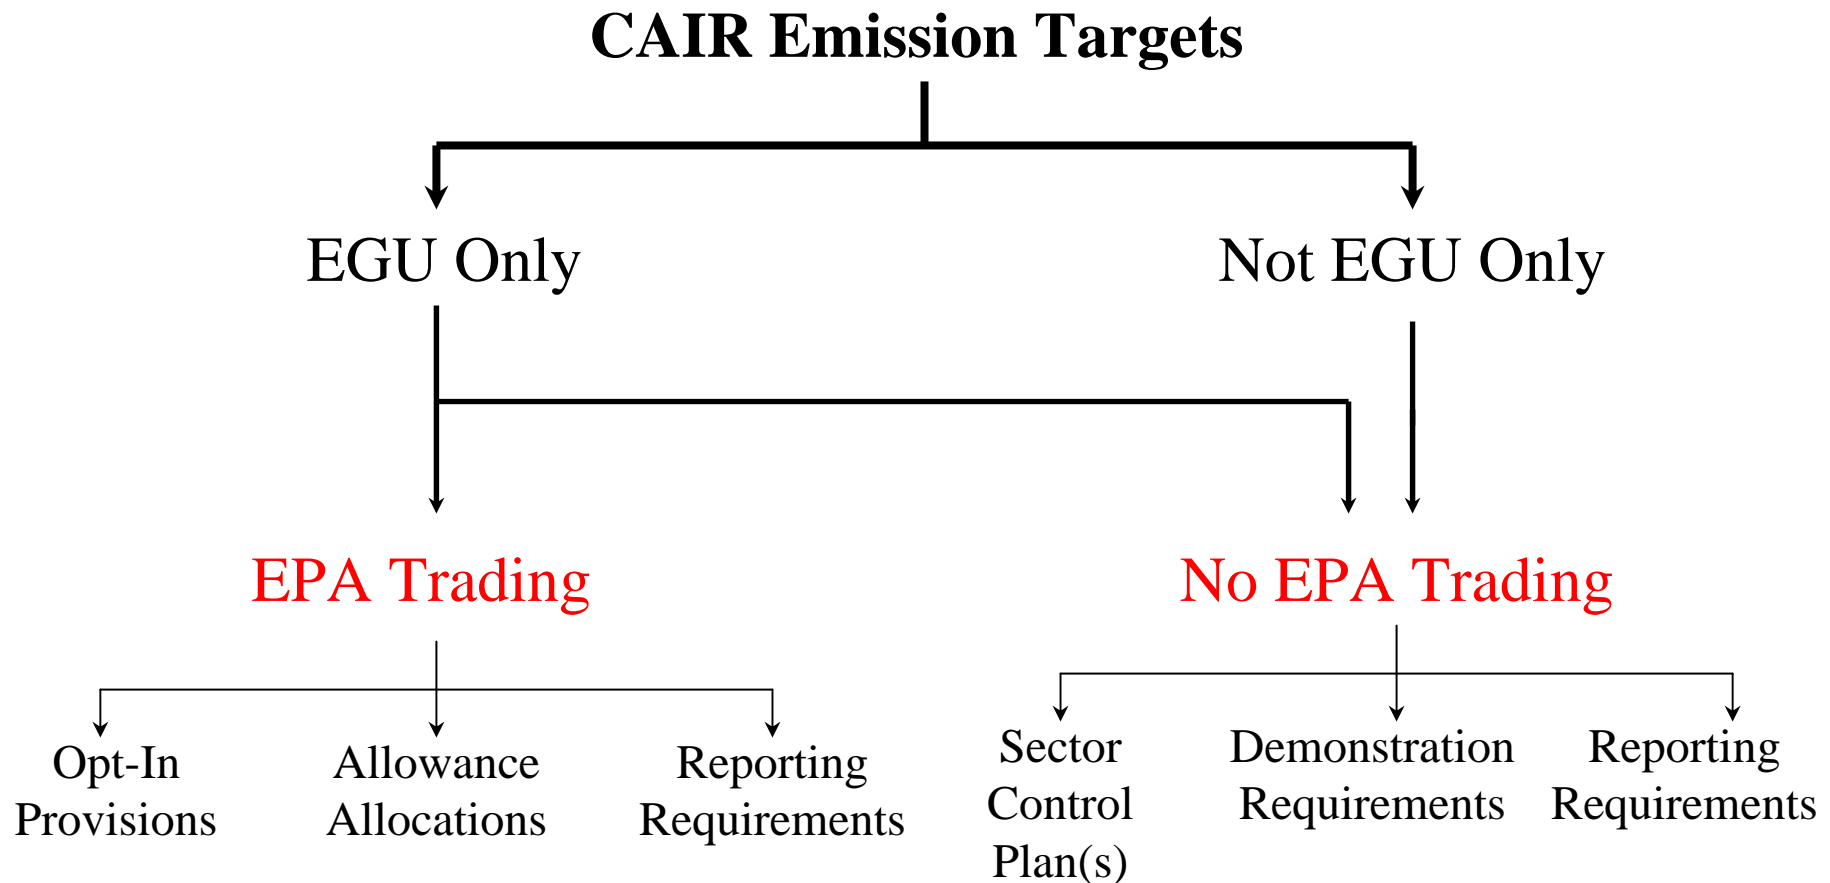 CAIR Emission Targets
EGU Only
Not EGU Only
EPA Trading
No EPA Trading
Opt-In
Provisions
Allowance
Allocations
Reporting
Requirements
Sector
Control
Plan(s)
Demonstration
Requirements
Reporting
Requirements